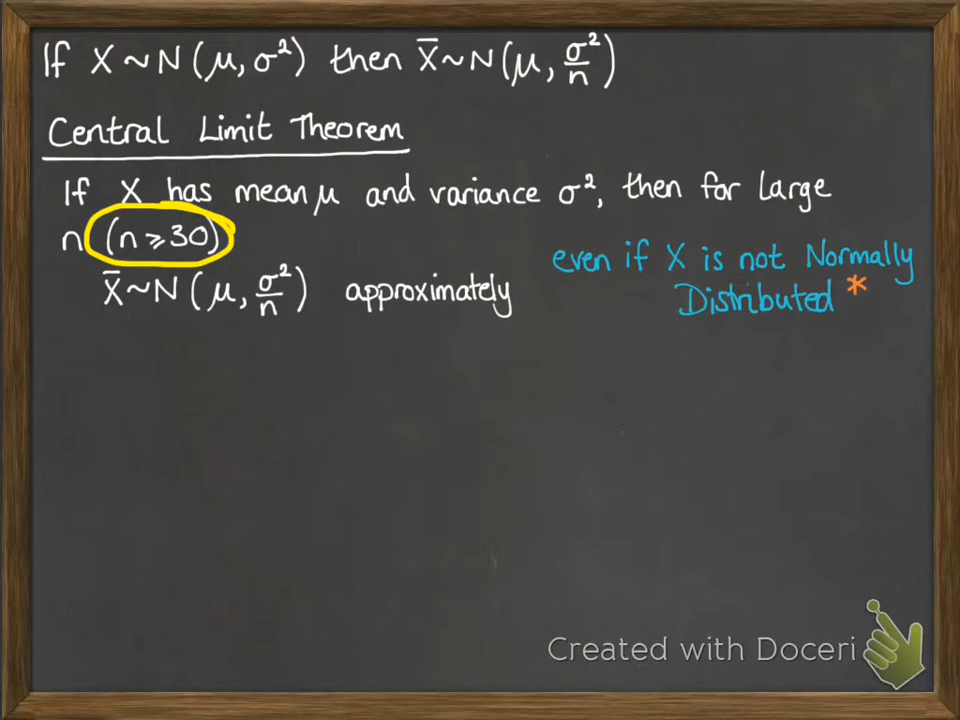 If X ~ N(μ, σ²) then X̄ ~ N(μ, σ²/n)
Central Limit Theorem
If X has mean μ and variance σ², then for large
n (n ⩾ 30)
even if X is not Normally
X̄ ~ N(μ, σ²/n) approximately
Distributed *
Created with Doceri